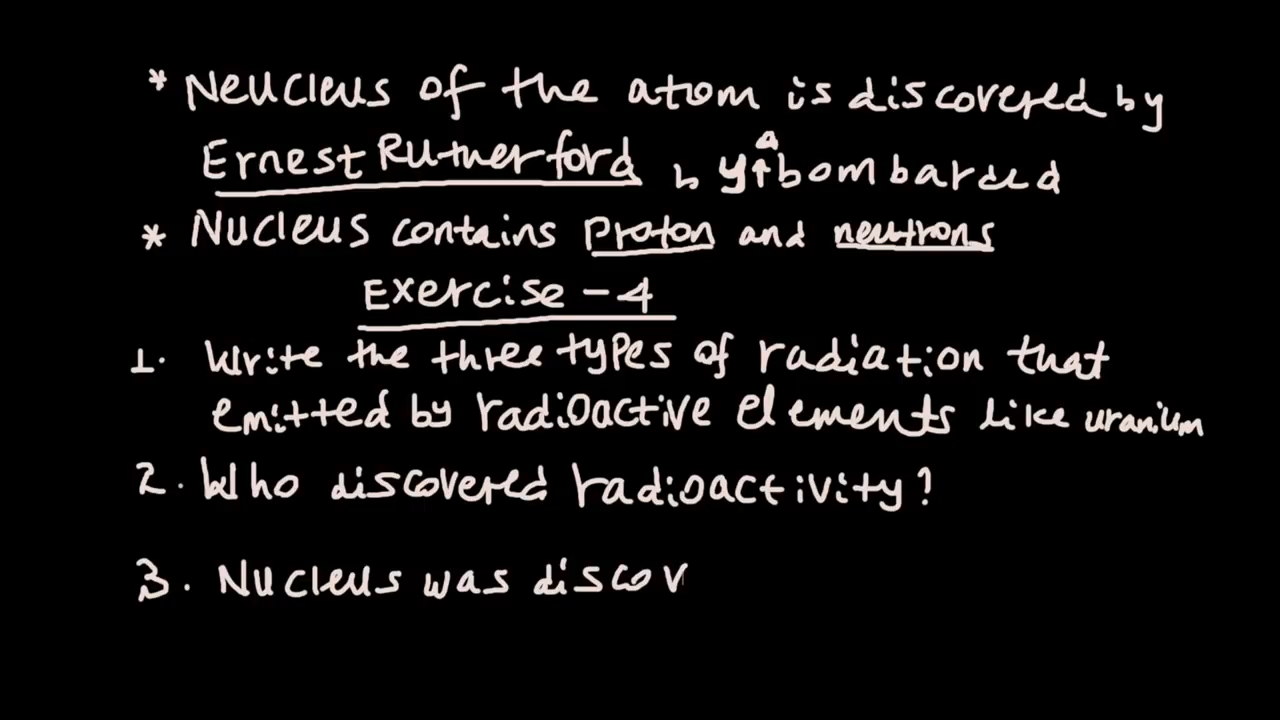 * Neucleus of the atom is discovered by
Ernest Rutherford by bombarded
* Nucleus contains proton and neutrons
Exercise - 4
1. Write the three types of radiation that
emitted by radioactive elements like uranium
2. Who discovered radioactivity?
3. Nucleus was discov